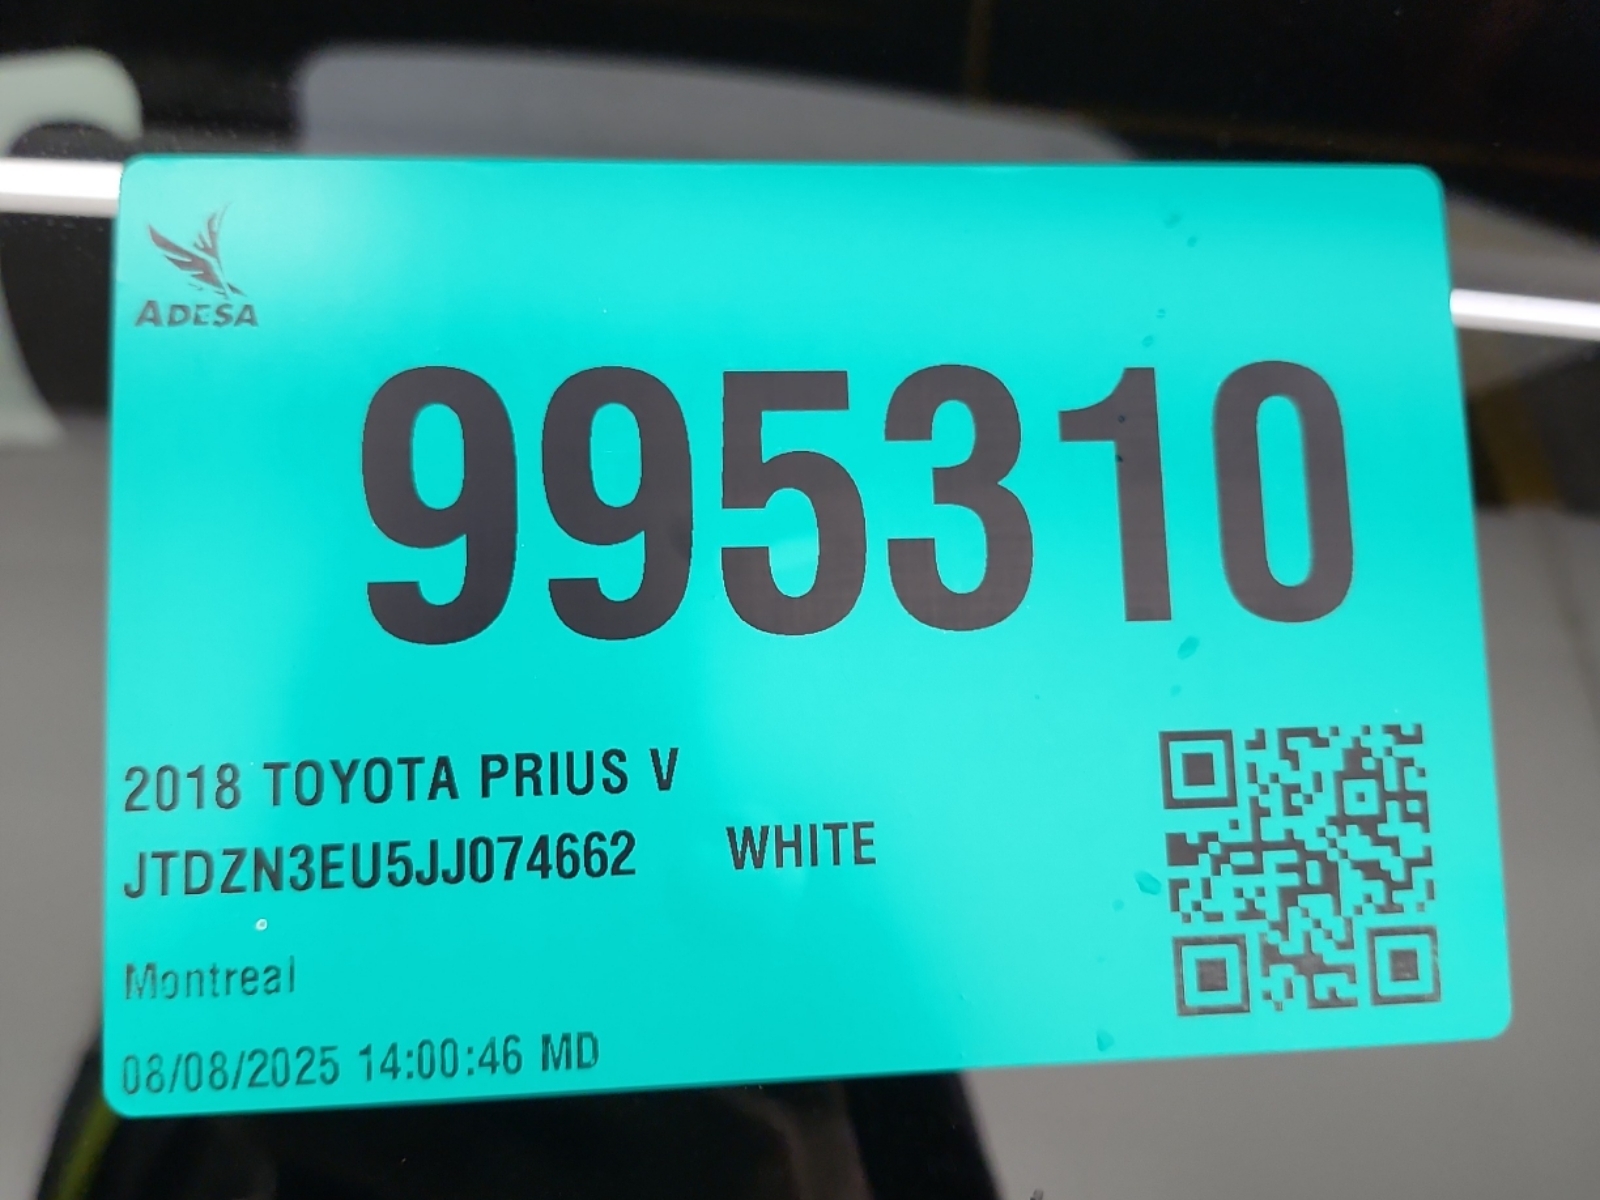 ADESA
995310
2018 TOYOTA PRIUS V
JTDZN3EU5JJ074662 WHITE
Montreal
08/08/2025 14:00:46 MD